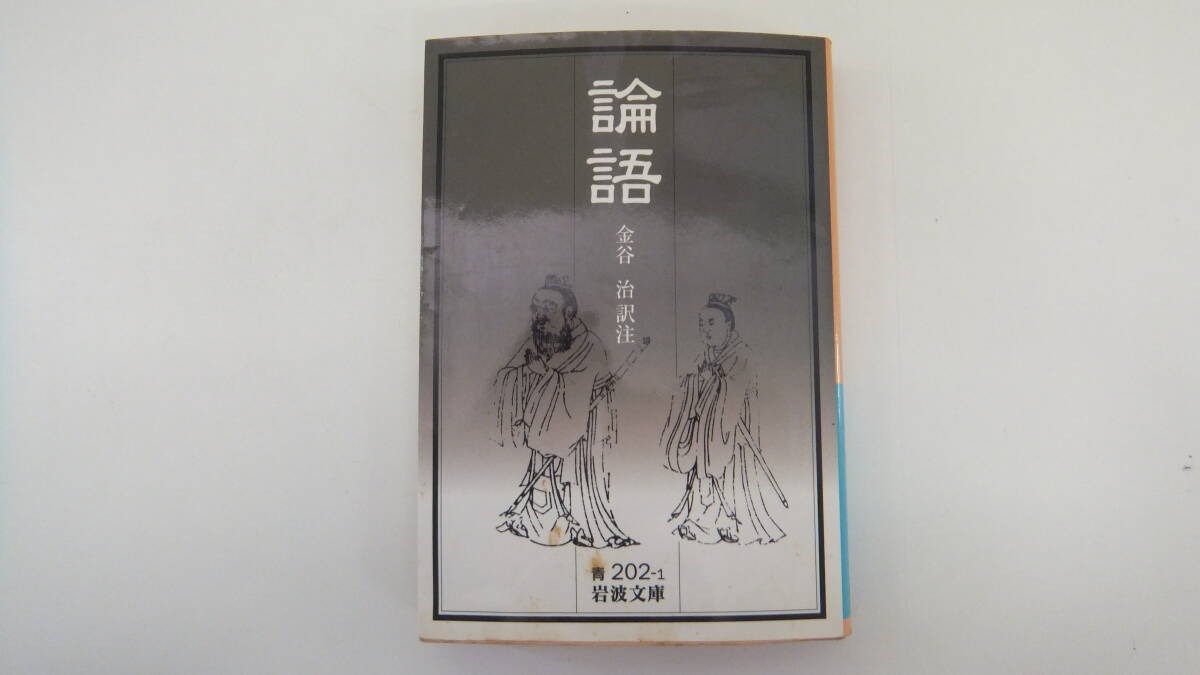 論語
金谷 治訳注
青 202-1
岩波文庫